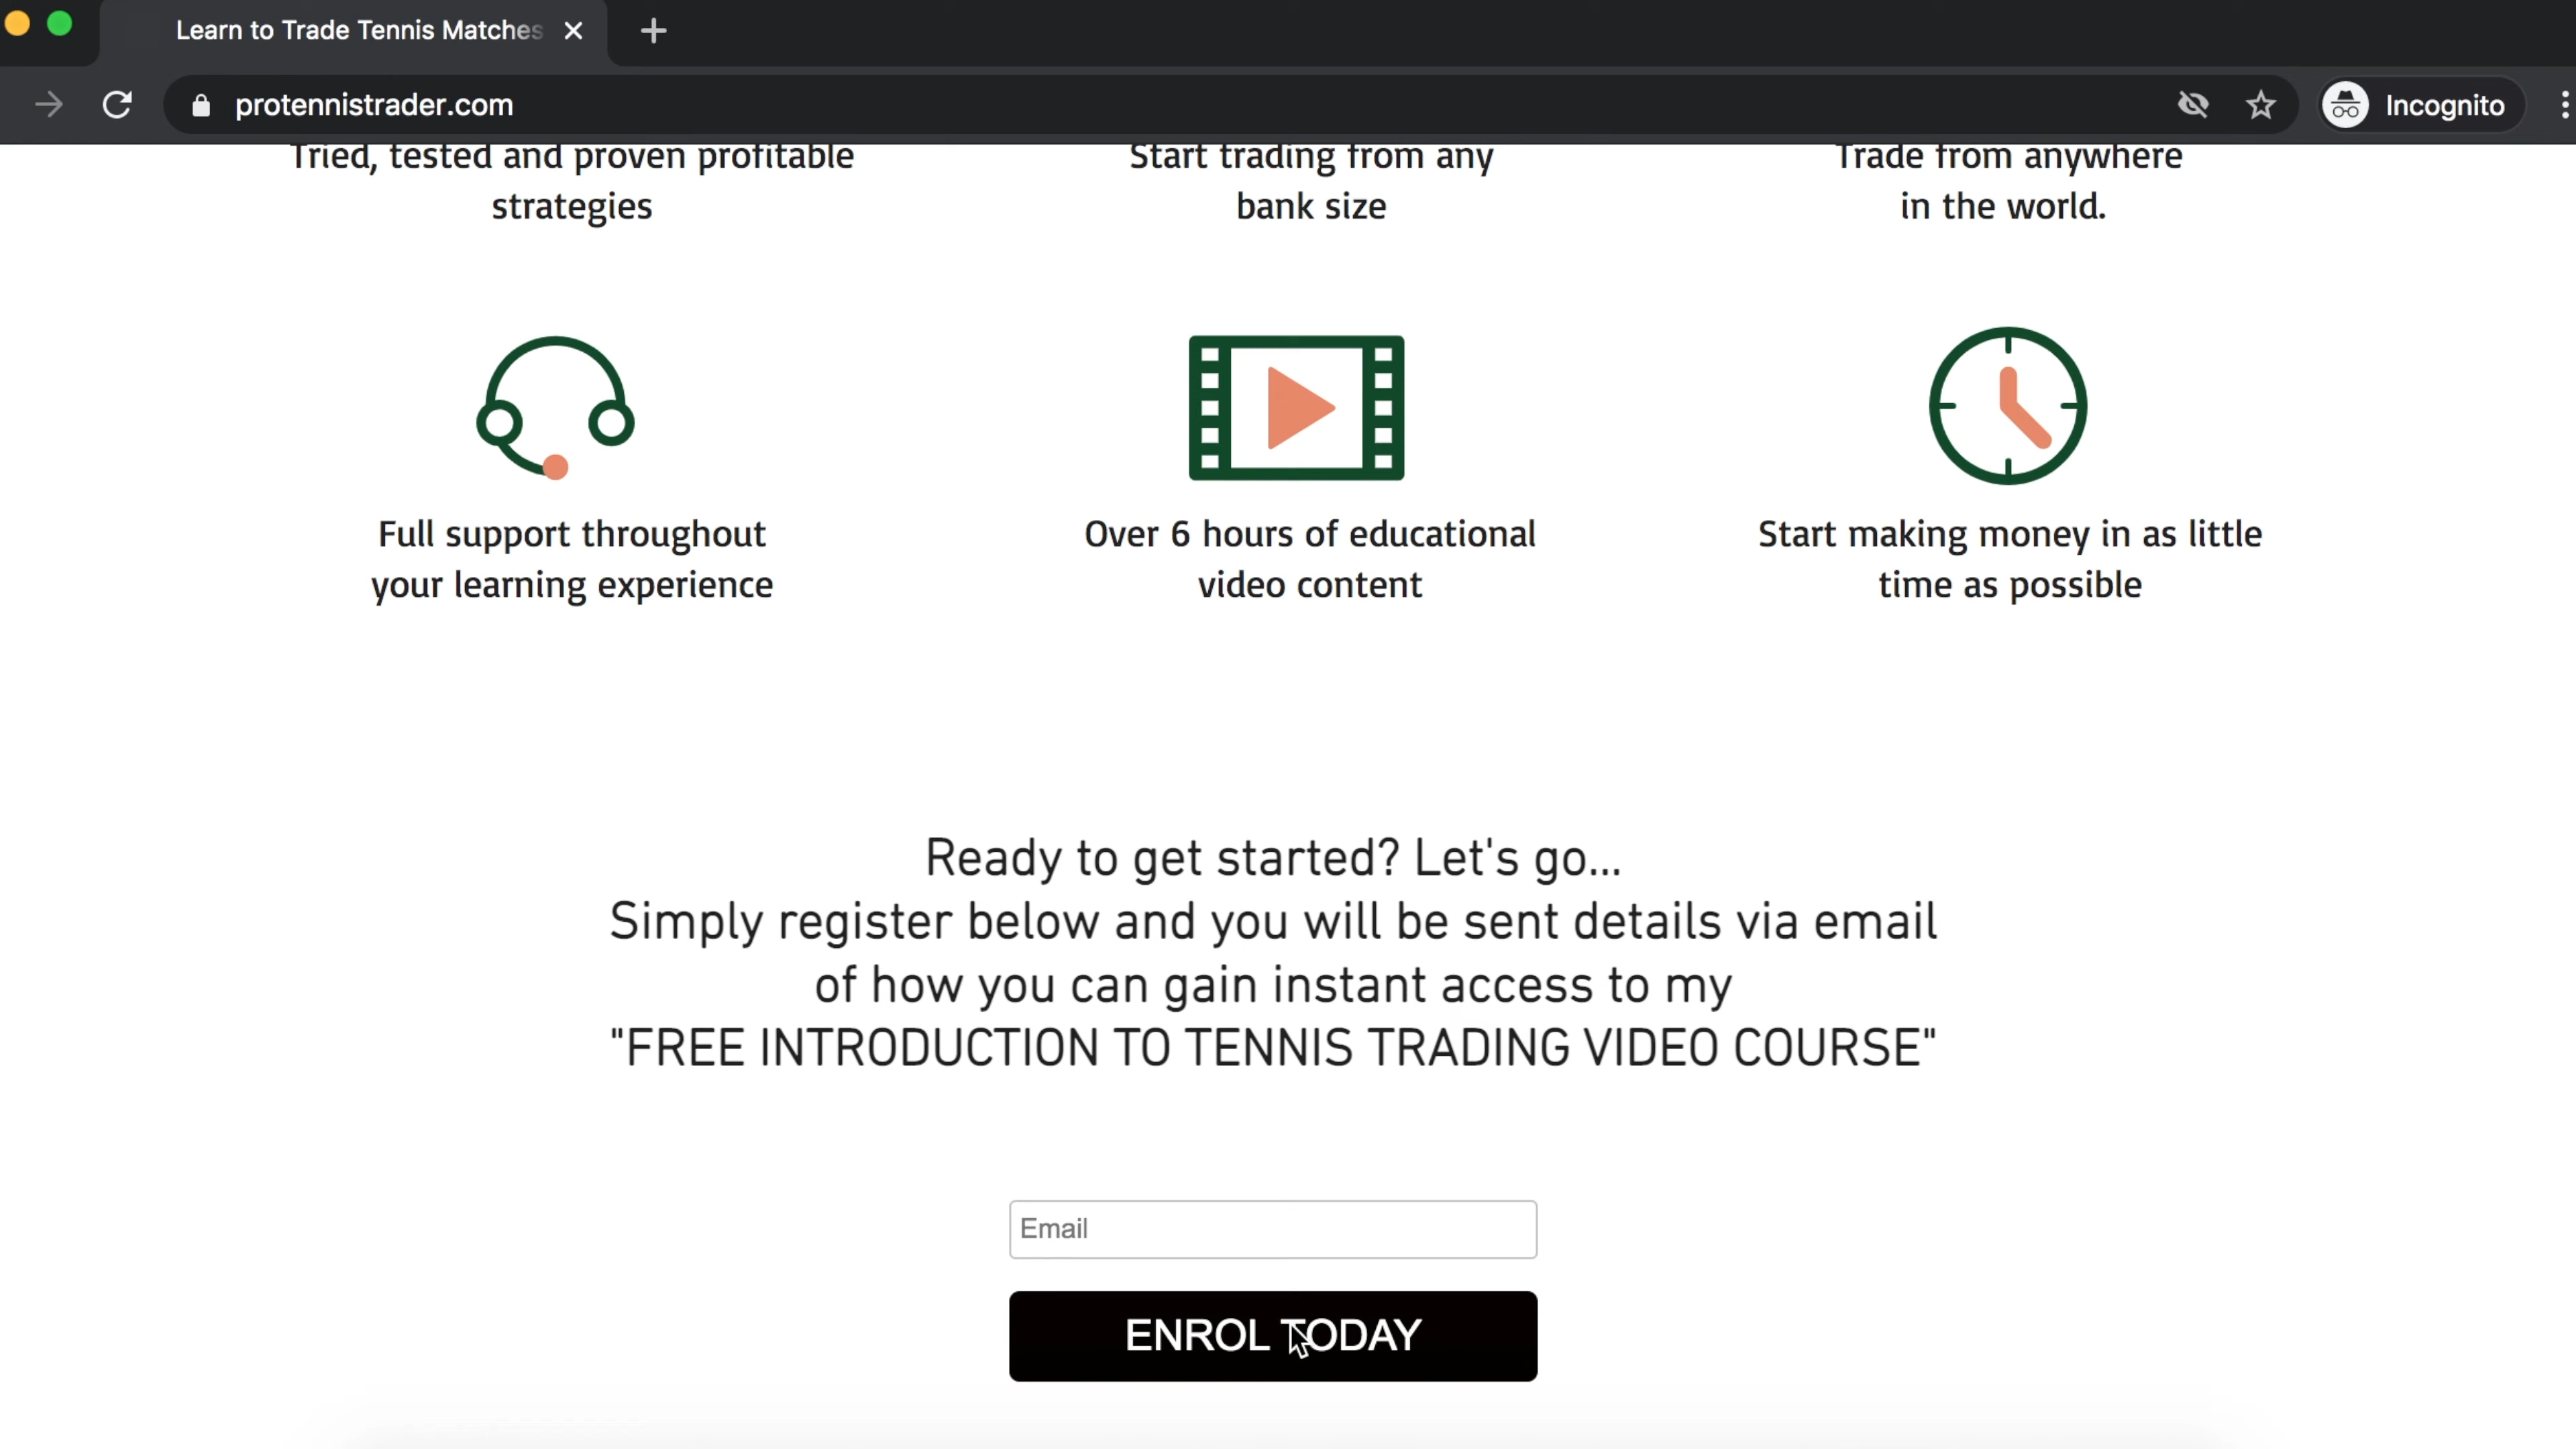 Learn to Trade Tennis Matches
protennistrader.com
Incognito
Tried, tested and proven profitable
strategies
Start trading from any
bank size
Trade from anywhere
in the world.
Full support throughout
your learning experience
Over 6 hours of educational
video content
Start making money in as little
time as possible
Ready to get started? Let's go...
Simply register below and you will be sent details via email
of how you can gain instant access to my
"FREE INTRODUCTION TO TENNIS TRADING VIDEO COURSE"
Email
ENROL TODAY